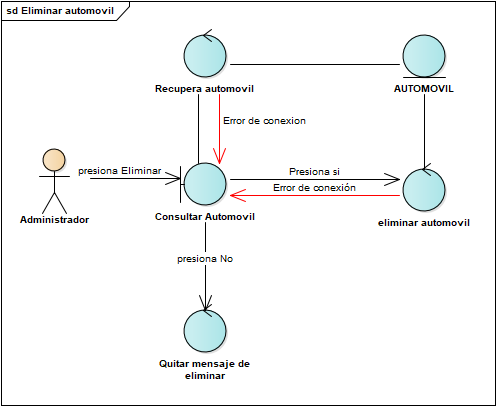 sd Eliminar automovil
Recupera automovil
AUTOMOVIL
Error de conexion
presiona Eliminar
Presiona si
Error de conexión
Administrador
Consultar Automovil
eliminar automovil
presiona No
Quitar mensaje de
eliminar